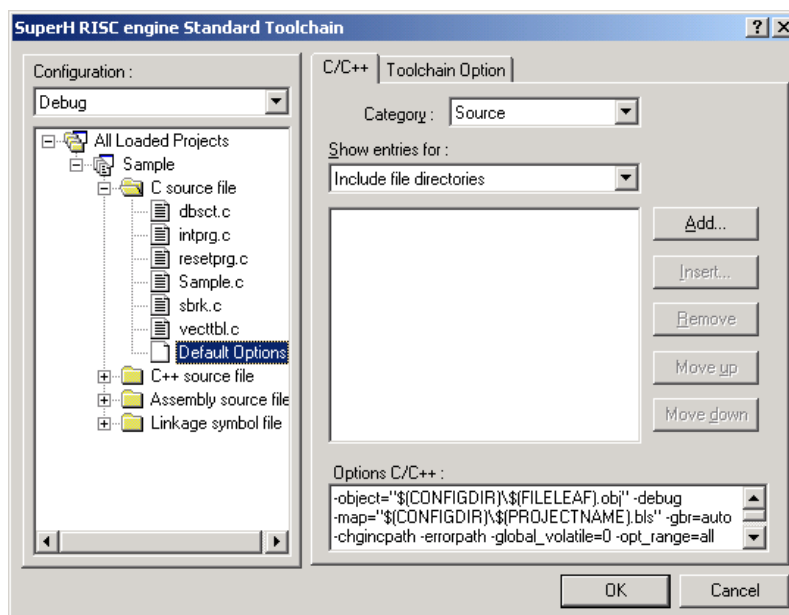 SuperH RISC engine Standard Toolchain
Configuration :
Debug
All Loaded Projects
Sample
C source file
dbsct.c
intprg.c
resetprg.c
Sample.c
sbrk.c
vecttbl.c
Default Options
C++ source file
Assembly source file
Linkage symbol file
C/C++
Toolchain Option
Category :
Source
Show entries for :
Include file directories
Add...
Insert...
Remove
Move up
Move down
Options C/C++ :
-object="$(CONFIGDIR)\$(FILELEAF).obj" -debug
-map="$(CONFIGDIR)\$(PROJECTNAME).bls" -gbr=auto
-chgincpath -errorpath -global_volatile=0 -opt_range=all
OK
Cancel